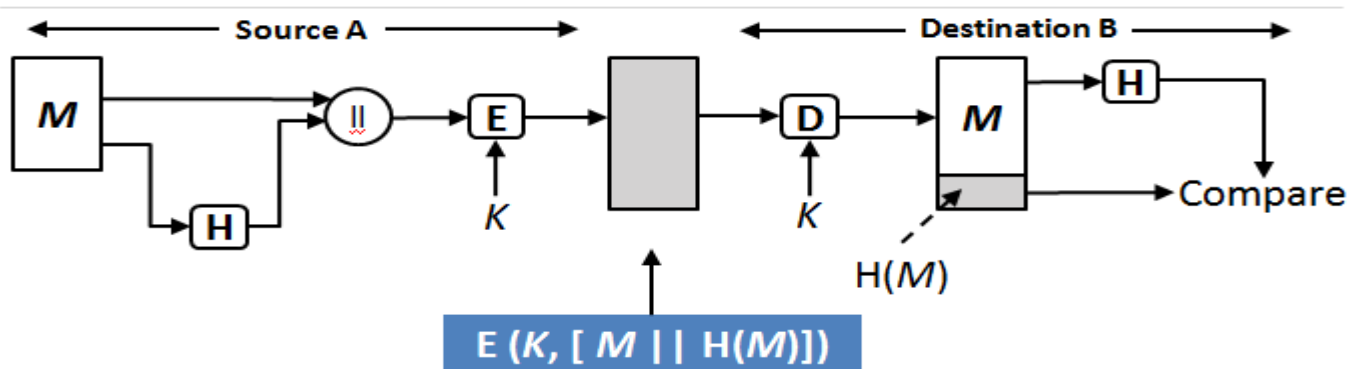 Source A
Destination B
M
||
E
D
M
H
H
K
K
Compare
H(M)
E (K, [ M || H(M)])